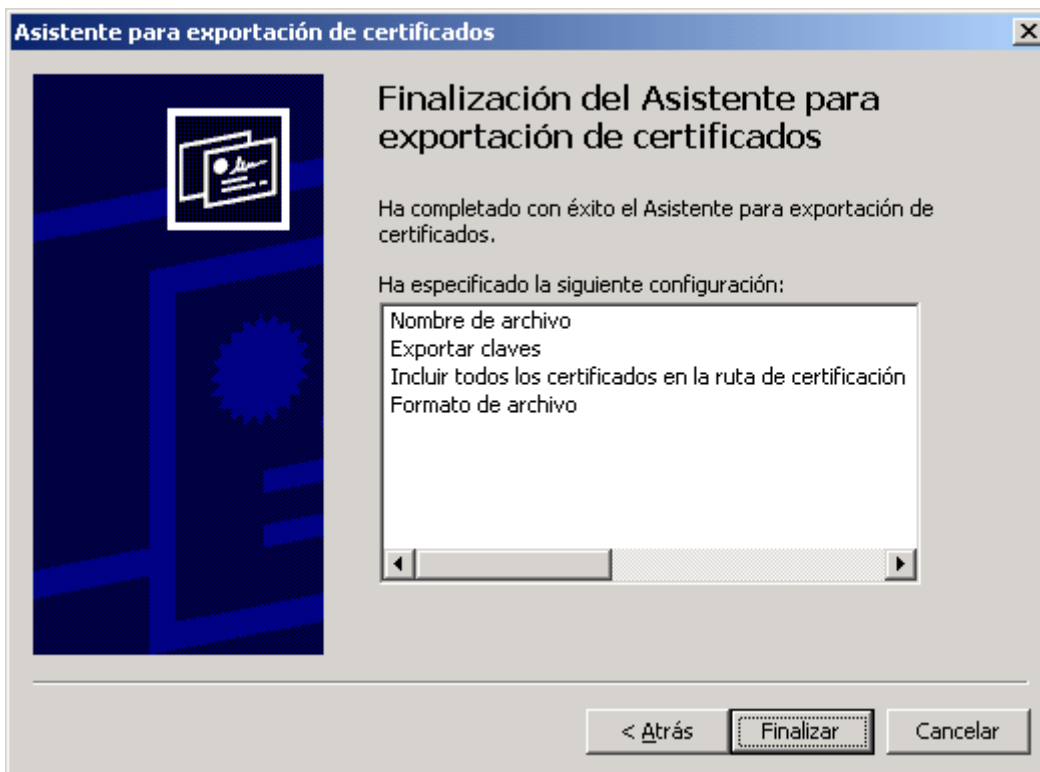 Asistente para exportación de certificados
Finalización del Asistente para
exportación de certificados
Ha completado con éxito el Asistente para exportación de
certificados.
Ha especificado la siguiente configuración:
Nombre de archivo
Exportar claves
Incluir todos los certificados en la ruta de certificación
Formato de archivo
< Atrás
Finalizar
Cancelar